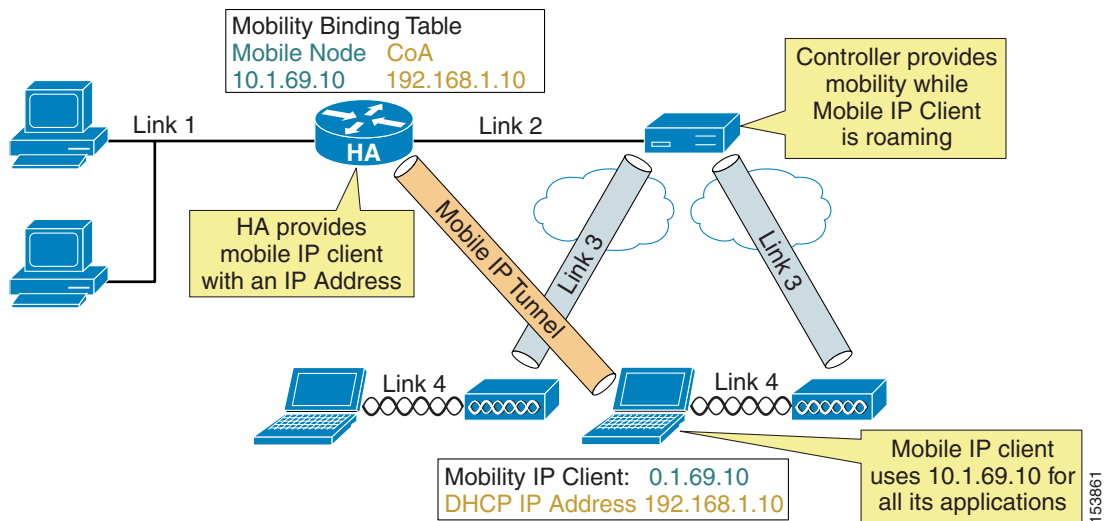 Mobility Binding Table
Mobile Node CoA
10.1.69.10 192.168.1.10
Controller provides
mobility while
Mobile IP Client
is roaming
Link 1
Link 2
HA
HA provides
mobile IP client
with an IP Address
Mobile IP Tunnel
Link 3
Link 3
Link 4
Link 4
Mobility IP Client: 0.1.69.10
DHCP IP Address 192.168.1.10
Mobile IP client
uses 10.1.69.10 for
all its applications
153861